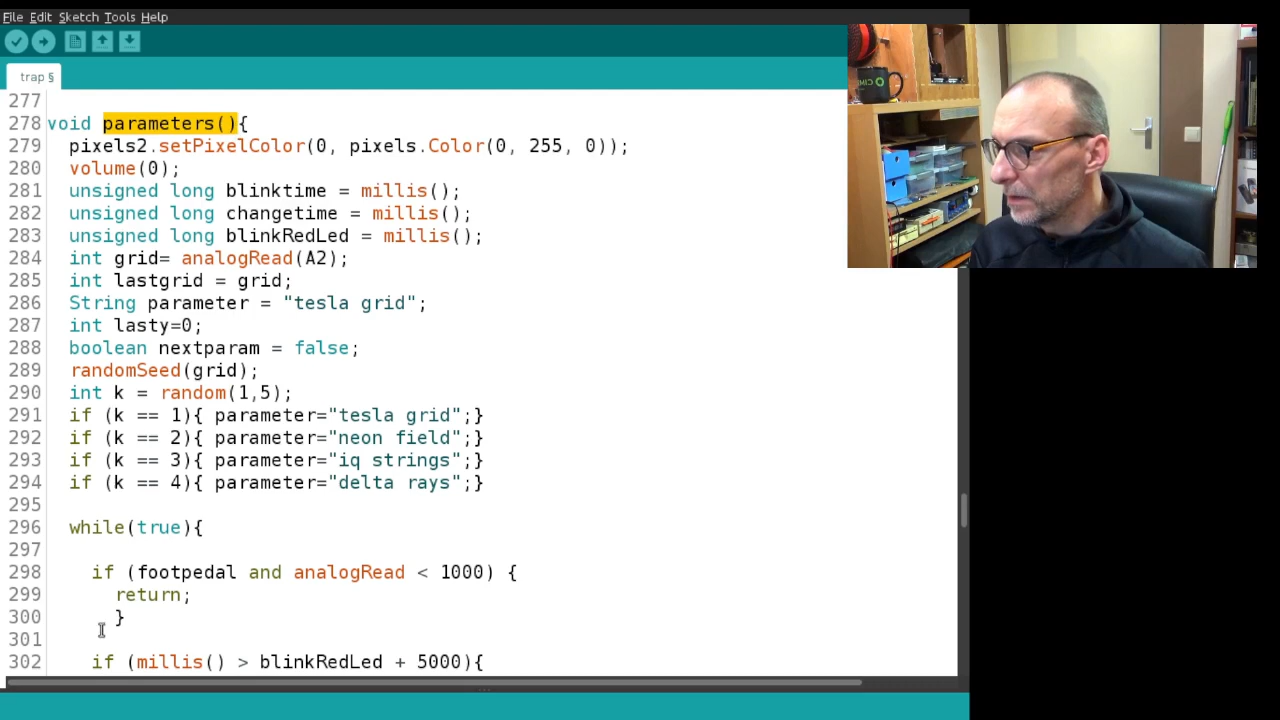 File Edit Sketch Tools Help
trap §
277
278 void parameters(){
279 pixels2.setPixelColor(0, pixels.Color(0, 255, 0));
280 volume(0);
281 unsigned long blinktime = millis();
282 unsigned long changetime = millis();
283 unsigned long blinkRedLed = millis();
284 int grid= analogRead(A2);
285 int lastgrid = grid;
286 String parameter = "tesla grid";
287 int lasty=0;
288 boolean nextparam = false;
289 randomSeed(grid);
290 int k = random(1,5);
291 if (k == 1){ parameter="tesla grid";}
292 if (k == 2){ parameter="neon field";}
293 if (k == 3){ parameter="iq strings";}
294 if (k == 4){ parameter="delta rays";}
295
296 while(true){
297
298 if (footpedal and analogRead < 1000) {
299 return;
300 }
301
302 if (millis() > blinkRedLed + 5000){